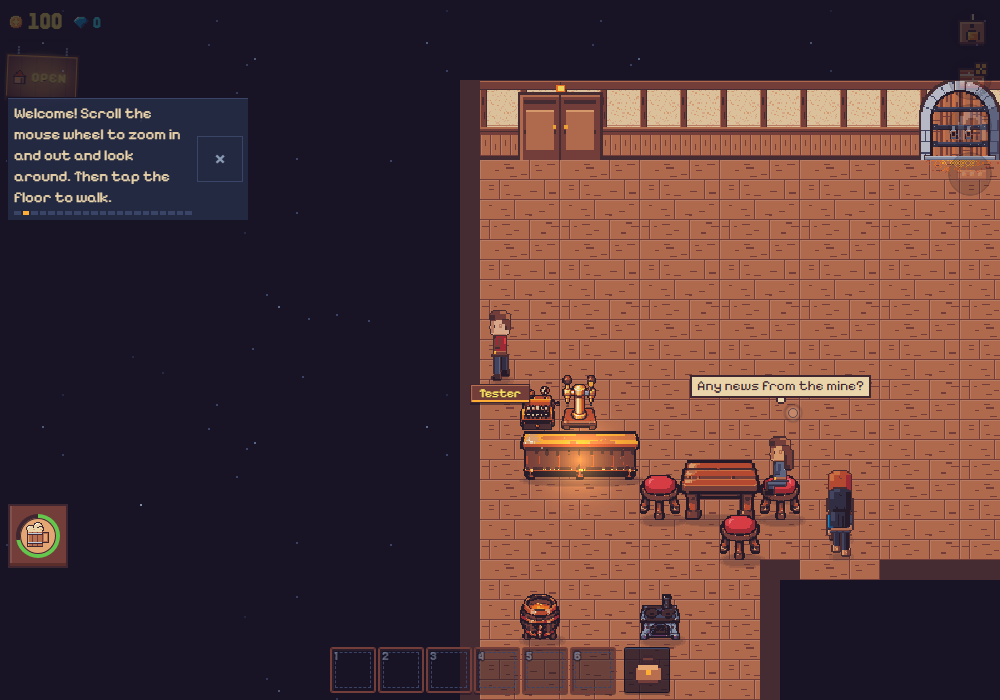 100
0
OPEN
Welcome! Scroll the
mouse wheel to zoom in
and out and look
around. Then tap the
floor to walk.
Any news from the mine?
Tester
1
2
3
4
5
6